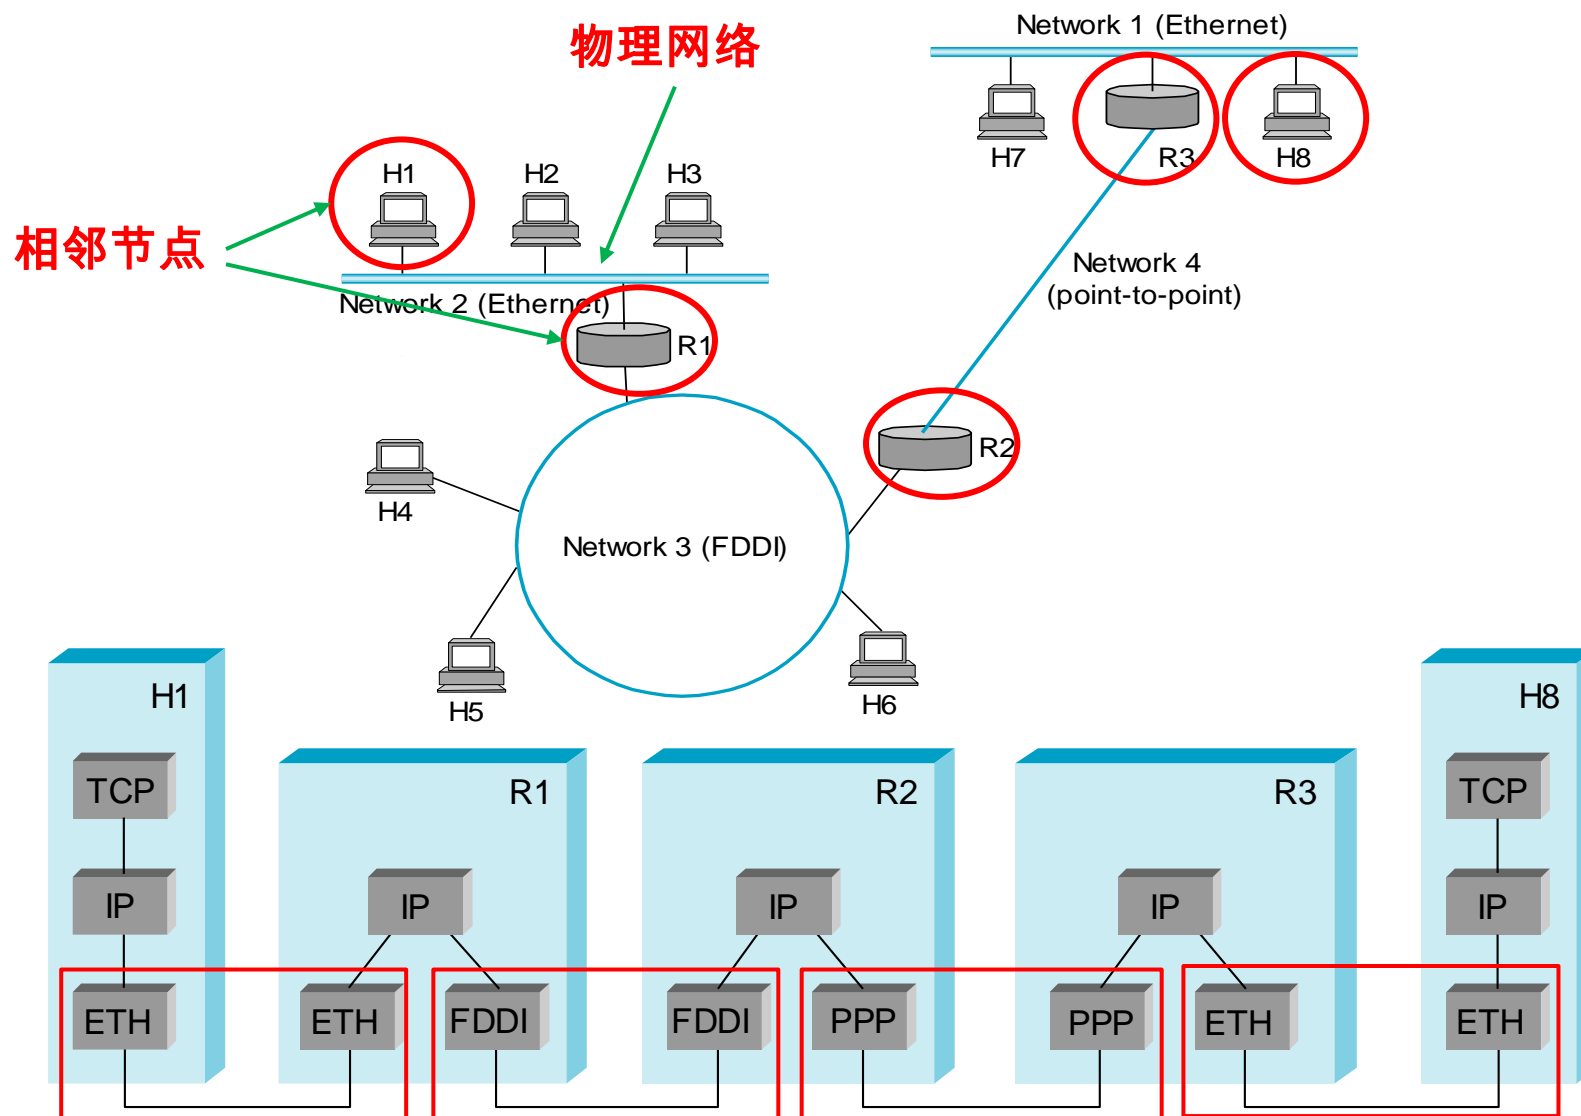 Network 1 (Ethernet)
物理网络
H7
R3
H8
H1
H2
H3
相邻节点
Network 2 (Ethernet)
R1
Network 4
(point-to-point)
R2
H4
Network 3 (FDDI)
H5
H6
H1
TCP
IP
ETH
R1
IP
ETH
FDDI
R2
IP
FDDI
PPP
R3
IP
PPP
ETH
H8
TCP
IP
ETH